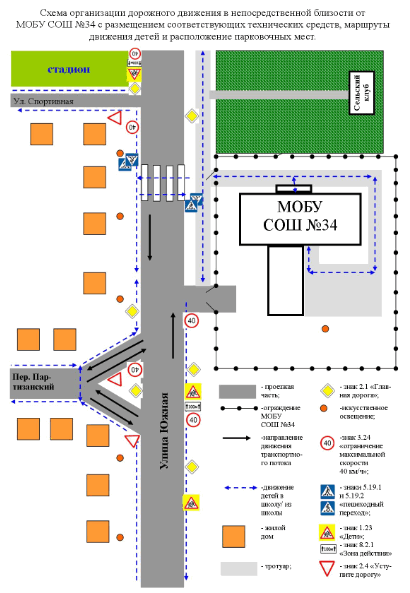 Схема организации дорожного движения в непосредственной близости от
МОБУ СОШ №34 с размещением соответствующих технических средств, маршруты
движения детей и расположение парковочных мест.
40
стадион
Ул. Спортивная
40
Сельский
клуб
МОБУ
СОШ №34
40
40
Пер. Пар-
тизанский
40
Улица Южная
- проезжая
часть;
- знак 2.1 «Глав-
ная дорога»;
-ограждение
МОБУ
СОШ №34
-искусственное
освещение;
-направление
движения
транспортно-
го потока
40
-знак 3.24
«ограничение
максимальной
скорости
40 км/ч»;
-движение
детей в
школу/ из
школы
-знаки 5.19.1
и 5.19.2
«пешеходный
переход»;
- жилой
дом
- знак 1.23
«Дети»;
- знак 8.2.1
«Зона действия»
- тротуар;
- знак 2.4 «Усту-
пите дорогу»